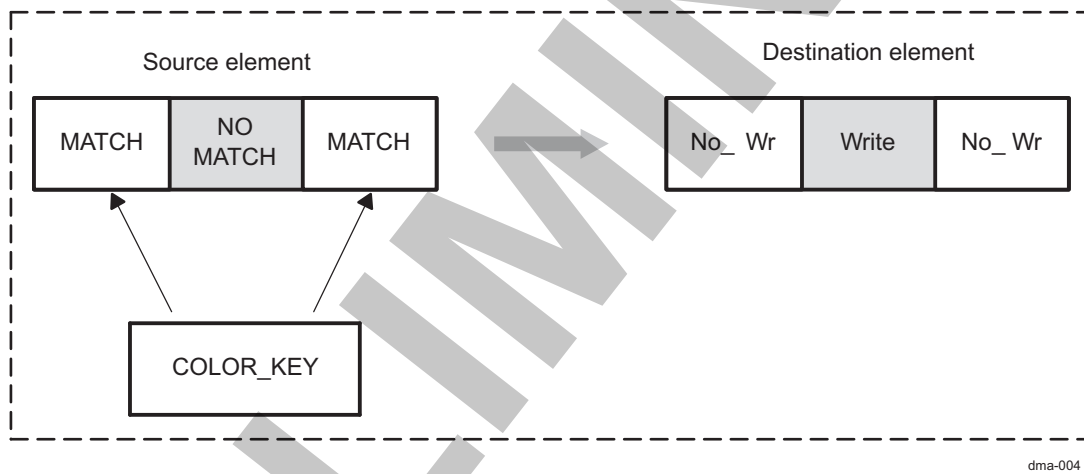 Source element
Destination element
MATCH
NO
MATCH
MATCH
No_ Wr
Write
No_ Wr
COLOR_KEY
dma-004